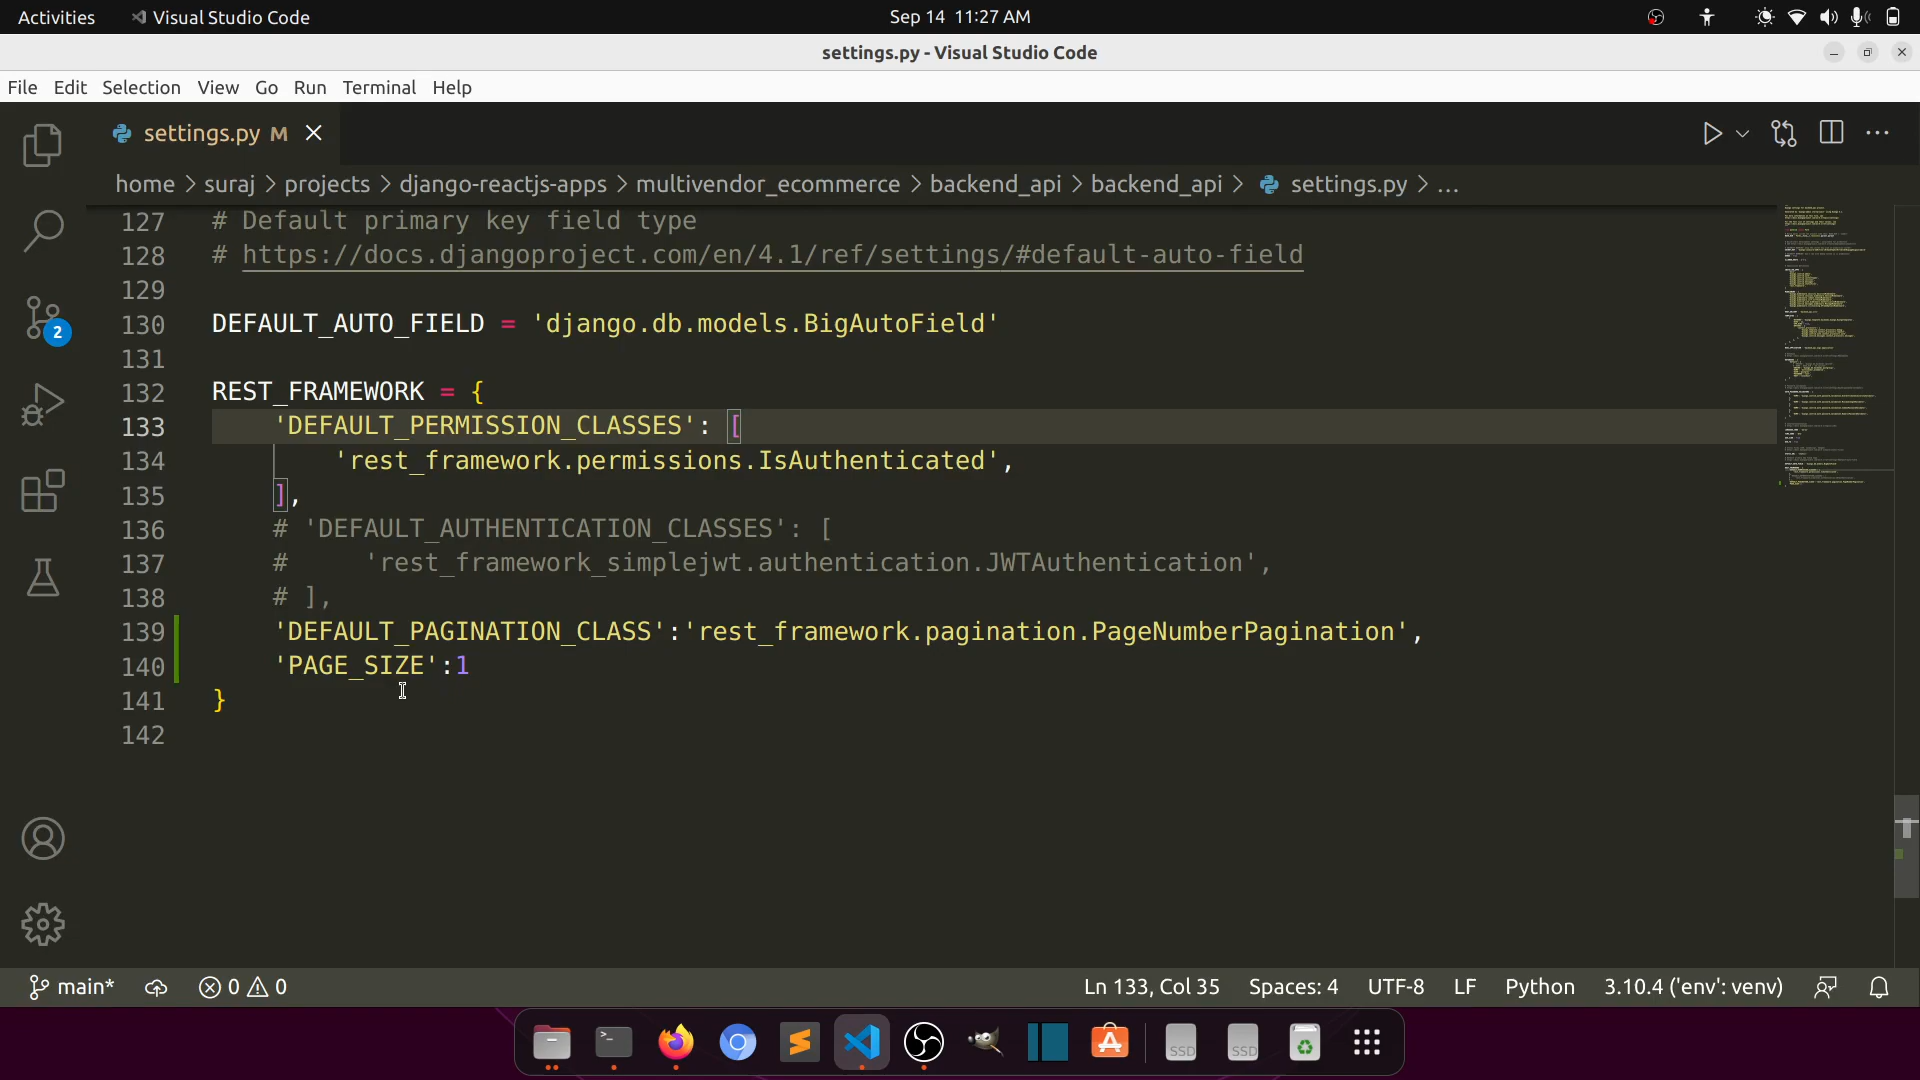 Activities
Visual Studio Code
Sep 14 11:27 AM
settings.py - Visual Studio Code
File Edit Selection View Go Run Terminal Help
settings.py M
home > suraj > projects > django-reactjs-apps > multivendor_ecommerce > backend_api > backend_api > settings.py > ...
127 # Default primary key field type
128 # https://docs.djangoproject.com/en/4.1/ref/settings/#default-auto-field
129
130 DEFAULT_AUTO_FIELD = 'django.db.models.BigAutoField'
131
132 REST_FRAMEWORK = {
133     'DEFAULT_PERMISSION_CLASSES': [
134         'rest_framework.permissions.IsAuthenticated',
135     ],
136     # 'DEFAULT_AUTHENTICATION_CLASSES': [
137     #     'rest_framework_simplejwt.authentication.JWTAuthentication',
138     # ],
139     'DEFAULT_PAGINATION_CLASS':'rest_framework.pagination.PageNumberPagination',
140     'PAGE_SIZE':1
141 }
142
2
main* 0 0 Ln 133, Col 35 Spaces: 4 UTF-8 LF Python 3.10.4 ('env': venv)
SSD SSD